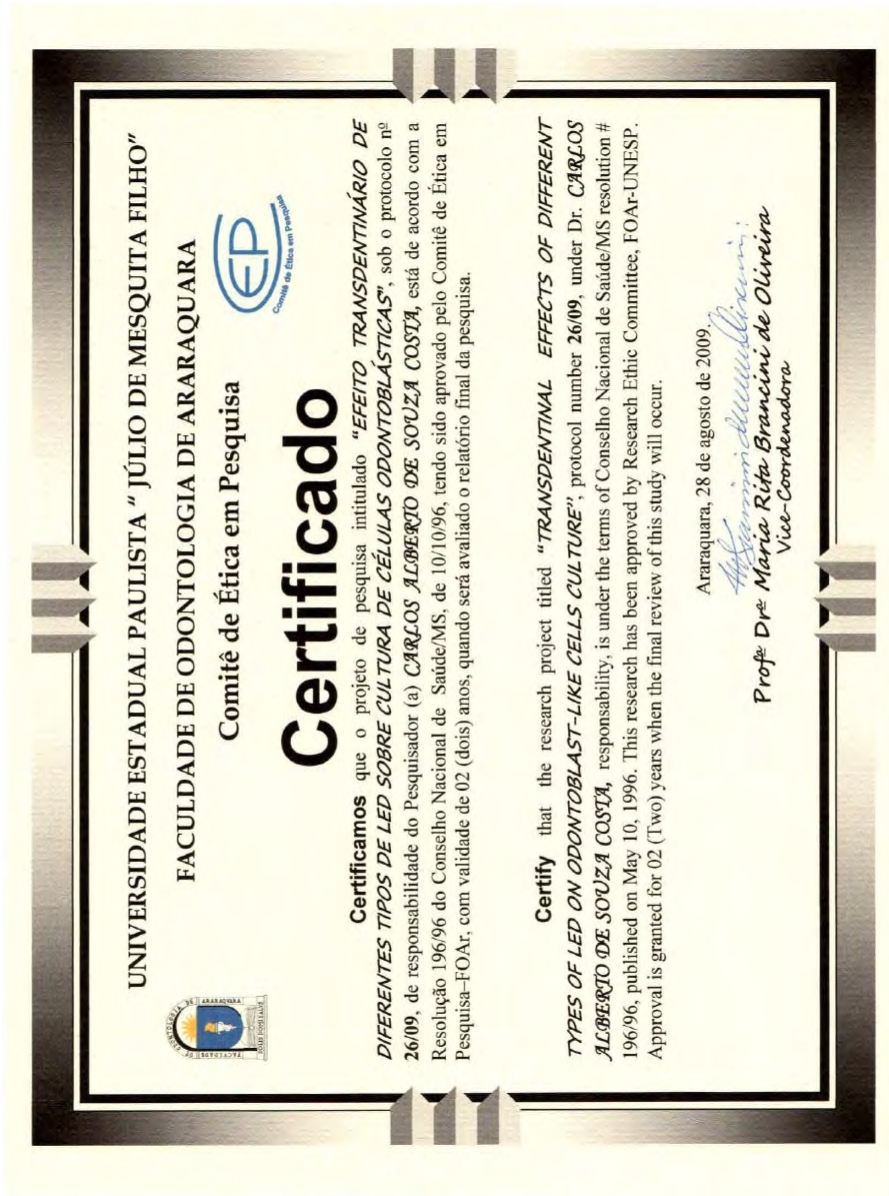 UNIVERSIDADE ESTADUAL PAULISTA " JÚLIO DE MESQUITA FILHO"
FACULDADE DE ODONTOLOGIA DE ARARAQUARA
Comitê de Ética em Pesquisa
FACULDADE DE ODONTOLOGIA DE ARARAQUARA
CEP
Comitê de Ética em Pesquisa
Certificado
Certificamos que o projeto de pesquisa intitulado "EFEITO TRANSDENTINÁRIO DE
DIFERENTES TIPOS DE LED SOBRE CULTURA DE CÉLULAS ODONTOBLÁSTICAS", sob o protocolo nº
26/09, de responsabilidade do Pesquisador (a) CARLOS ALBERTO DE SOUZA COSTA, está de acordo com a
Resolução 196/96 do Conselho Nacional de Saúde/MS, de 10/10/96, tendo sido aprovado pelo Comitê de Ética em
Pesquisa–FOAr, com validade de 02 (dois) anos, quando será avaliado o relatório final da pesquisa.
Certify that the research project titled "TRANSDENTINAL EFFECTS OF DIFFERENT
TYPES OF LED ON ODONTOBLAST-LIKE CELLS CULTURE", protocol number 26/09, under Dr. CARLOS
ALBERTO DE SOUZA COSTA, responsability, is under the terms of Conselho Nacional de Saúde/MS resolution #
196/96, published on May 10, 1996. This research has been approved by Research Ethic Committee, FOAr-UNESP.
Approval is granted for 02 (Two) years when the final review of this study will occur.
Araraquara, 28 de agosto de 2009.
Profª Drª Maria Rita Brancini de Oliveira
Vice-Coordenadora